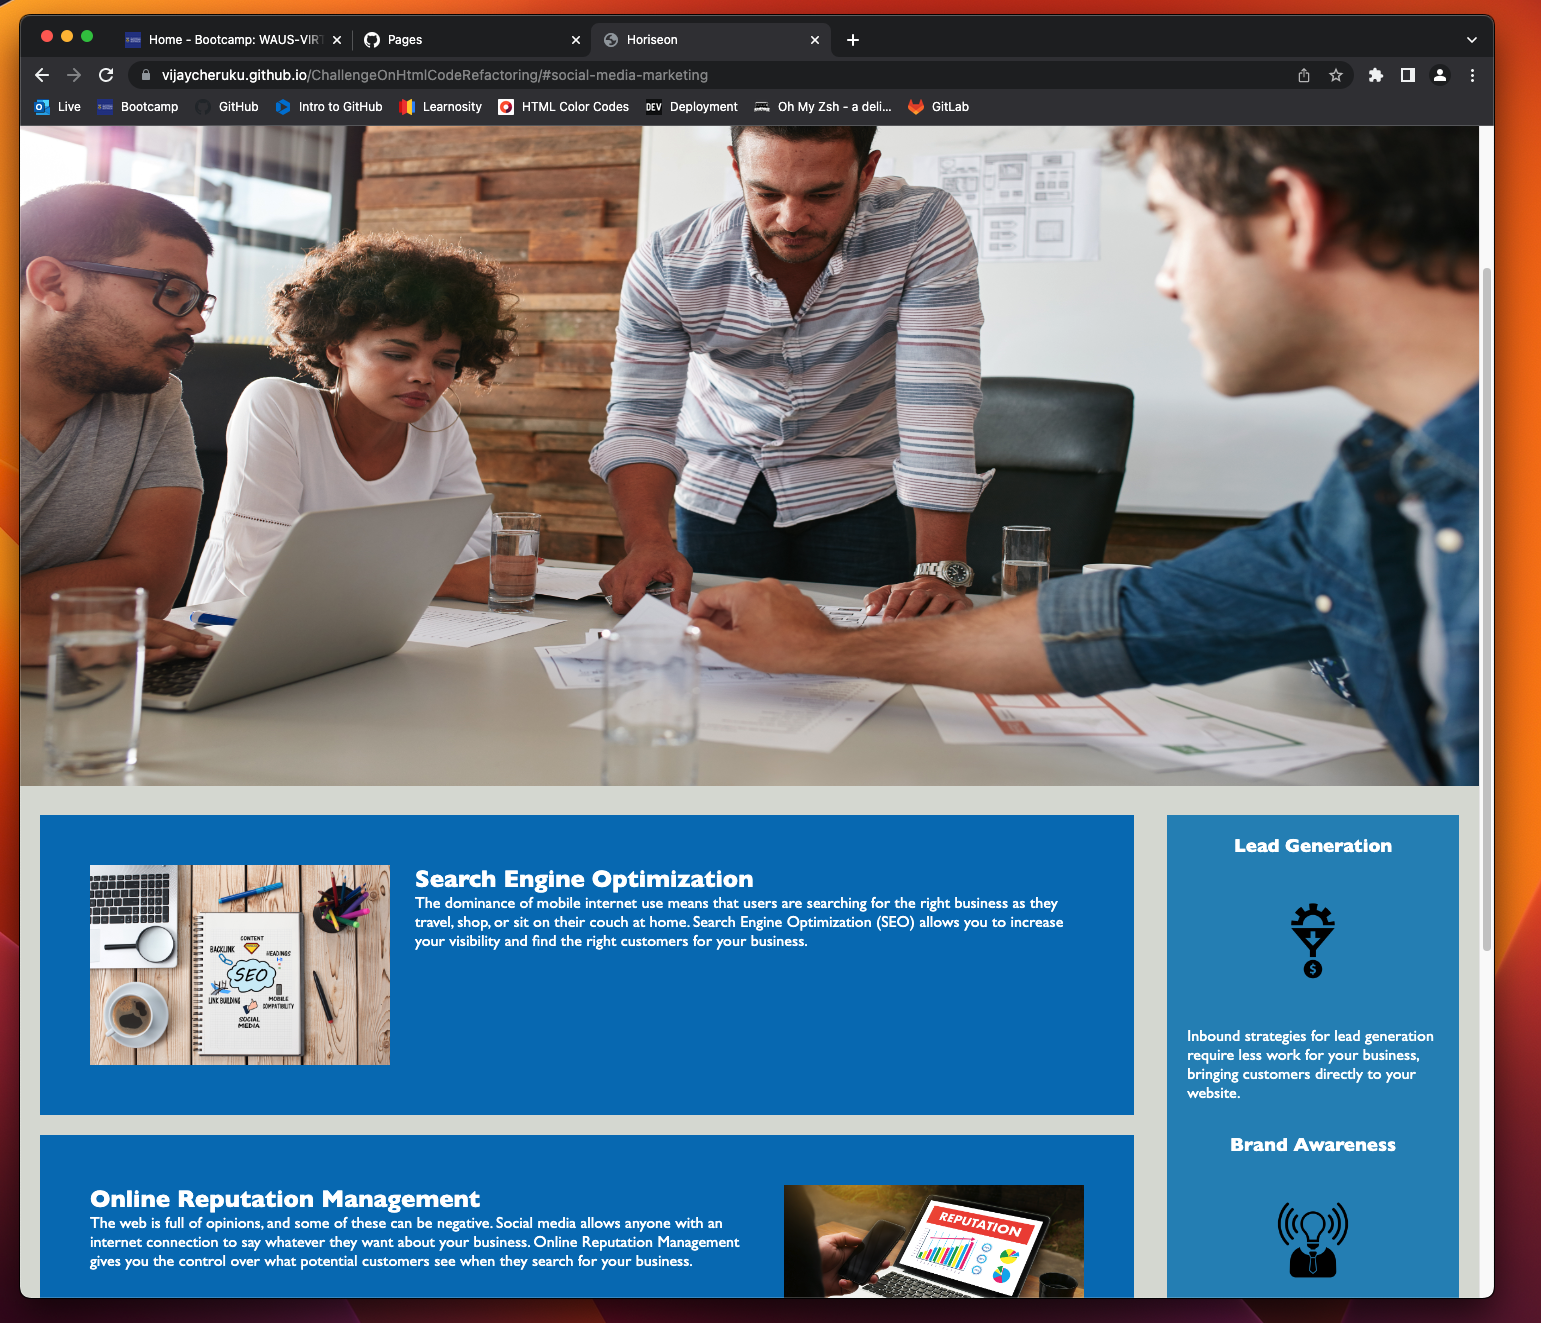 Home - Bootcamp: WAUS-VIRT
Pages
Horiseon
vijaycheruku.github.io/ChallengeOnHtmlCodeRefactoring/#social-media-marketing
Live
Bootcamp
GitHub
Intro to GitHub
Learnosity
HTML Color Codes
DEV
Deployment
Oh My Zsh - a deli...
GitLab
Search Engine Optimization
The dominance of mobile internet use means that users are searching for the right business as they
travel, shop, or sit on their couch at home. Search Engine Optimization (SEO) allows you to increase
your visibility and find the right customers for your business.
CONTENT
BACKLINK
HEADINGS
SEO
LINK BUILDING
MOBILE
COMPATIBILITY
SOCIAL
MEDIA
Online Reputation Management
The web is full of opinions, and some of these can be negative. Social media allows anyone with an
internet connection to say whatever they want about your business. Online Reputation Management
gives you the control over what potential customers see when they search for your business.
REPUTATION
Lead Generation
$
Inbound strategies for lead generation
require less work for your business,
bringing customers directly to your
website.
Brand Awareness